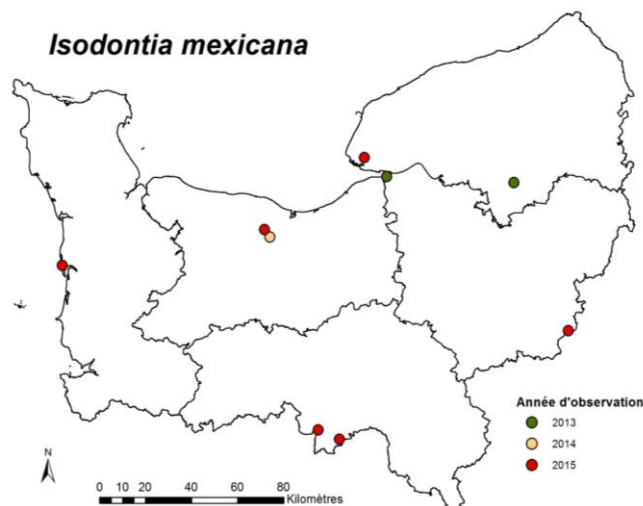 Isodontia mexicana
Année d'observation
2013
2014
2015
N
0 10 20 40 60 80
Kilomètres